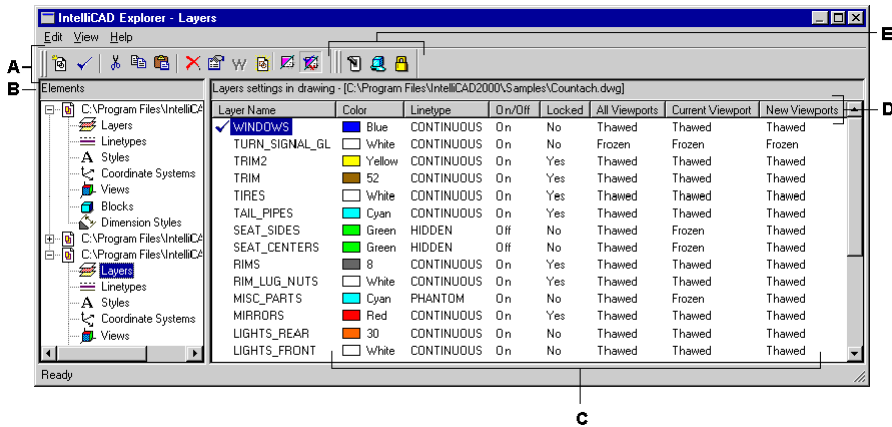 IntelliCAD Explorer - Layers
E
Edit View Help
A
B
Elements
Layers settings in drawing - [C:\Program Files\IntelliCAD2000\Samples\Countach.dwg]
D
C:\Program Files\IntelliCA
Layers
Linetypes
Styles
Coordinate Systems
Views
Blocks
Dimension Styles
C:\Program Files\IntelliCA
C:\Program Files\IntelliCA
Layers
Linetypes
Styles
Coordinate Systems
Views
Layer Name Color Linetype On/Off Locked All Viewports Current Viewport New Viewports
WINDOWS Blue CONTINUOUS On No Thawed Thawed Thawed
TURN_SIGNAL_GL White CONTINUOUS On No Frozen Frozen Frozen
TRIM2 Yellow CONTINUOUS On Yes Thawed Thawed Thawed
TRIM 52 CONTINUOUS On Yes Thawed Thawed Thawed
TIRES White CONTINUOUS On Yes Thawed Thawed Thawed
TAIL_PIPES Cyan CONTINUOUS On Yes Thawed Thawed Thawed
SEAT_SIDES Green HIDDEN Off No Thawed Frozen Thawed
SEAT_CENTERS Green HIDDEN Off No Thawed Frozen Thawed
RIMS 8 CONTINUOUS On Yes Thawed Thawed Thawed
RIM_LUG_NUTS White CONTINUOUS On Yes Thawed Thawed Thawed
MISC_PARTS Cyan PHANTOM On No Thawed Frozen Thawed
MIRRORS Red CONTINUOUS On Yes Thawed Thawed Thawed
LIGHTS_REAR 30 CONTINUOUS On No Thawed Thawed Thawed
LIGHTS_FRONT White CONTINUOUS On No Thawed Thawed Thawed
Ready
C